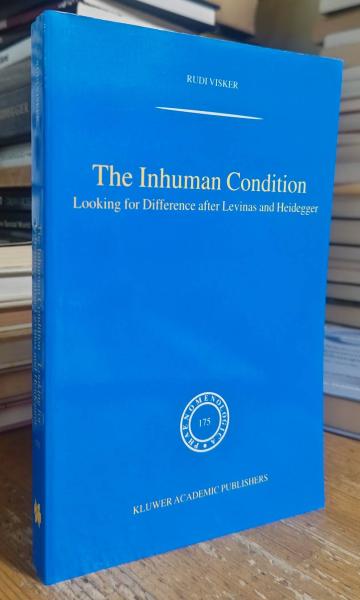 RUDI VISKER
The Inhuman Condition
Looking for Difference after Levinas and Heidegger
PHAENOMENOLOGICA
175
KLUWER ACADEMIC PUBLISHERS